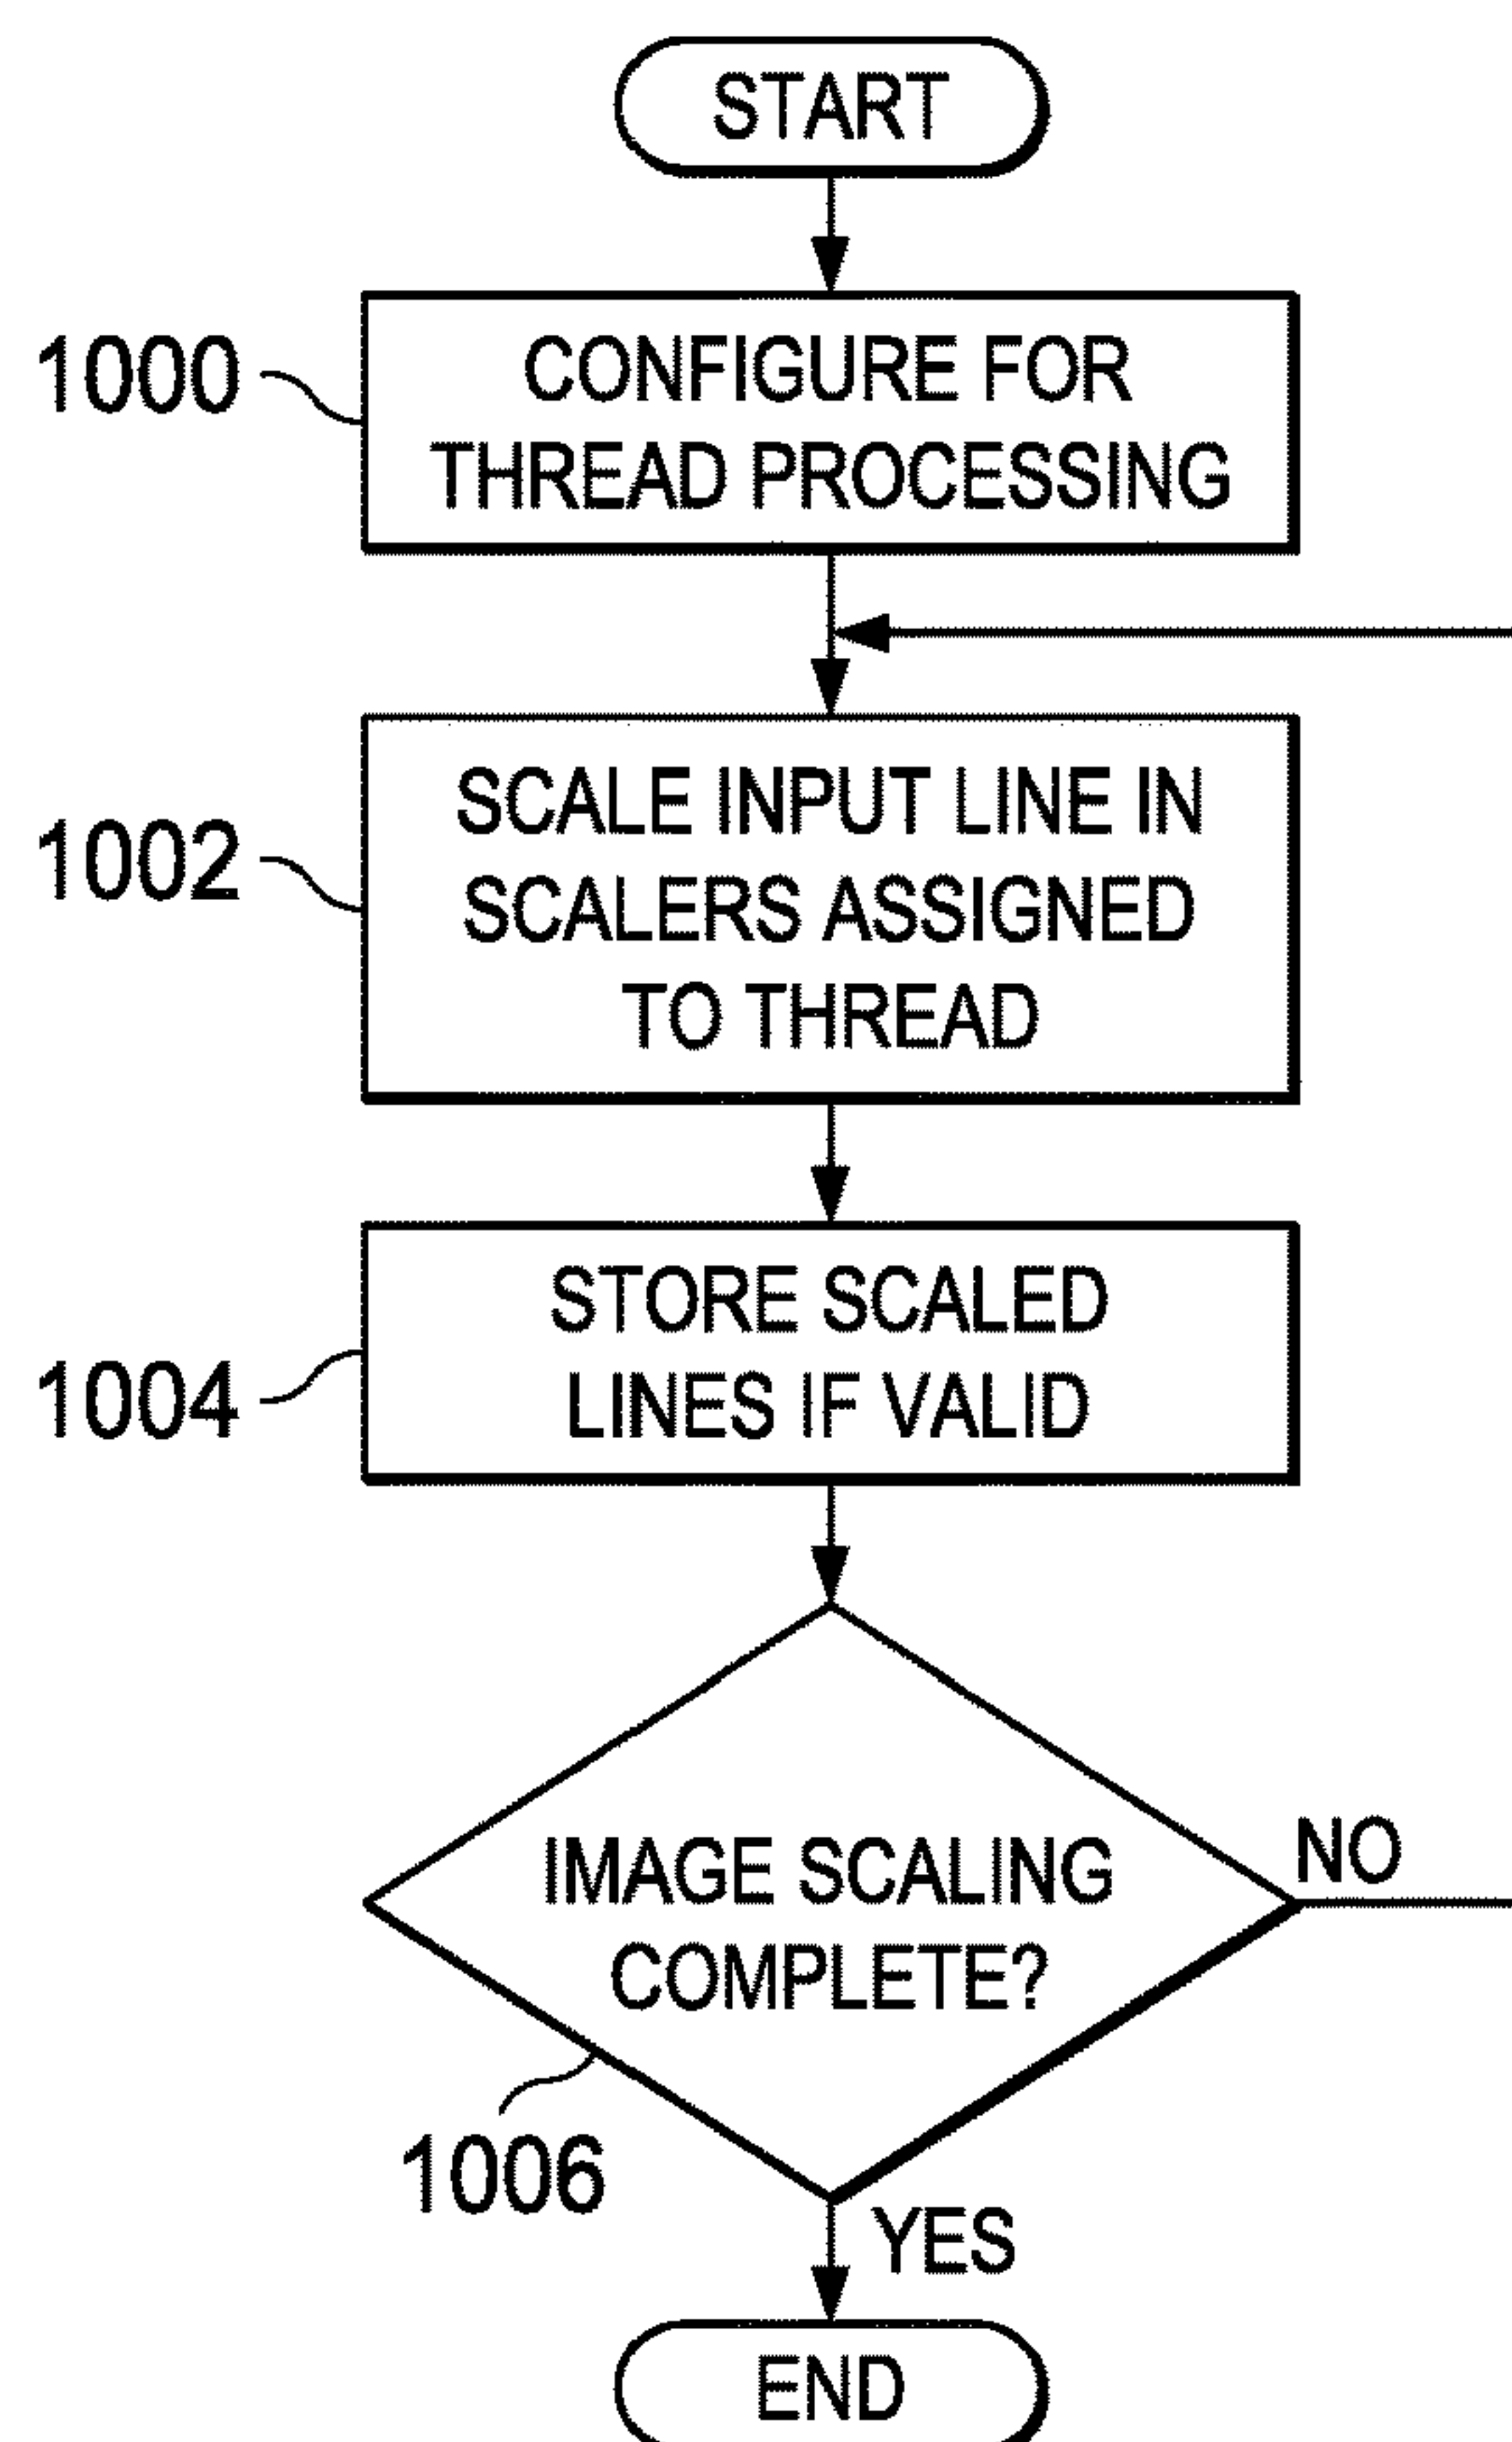 START
1000
CONFIGURE FOR
THREAD PROCESSING
1002
SCALE INPUT LINE IN
SCALERS ASSIGNED
TO THREAD
1004
STORE SCALED
LINES IF VALID
IMAGE SCALING
COMPLETE?
NO
1006
YES
END